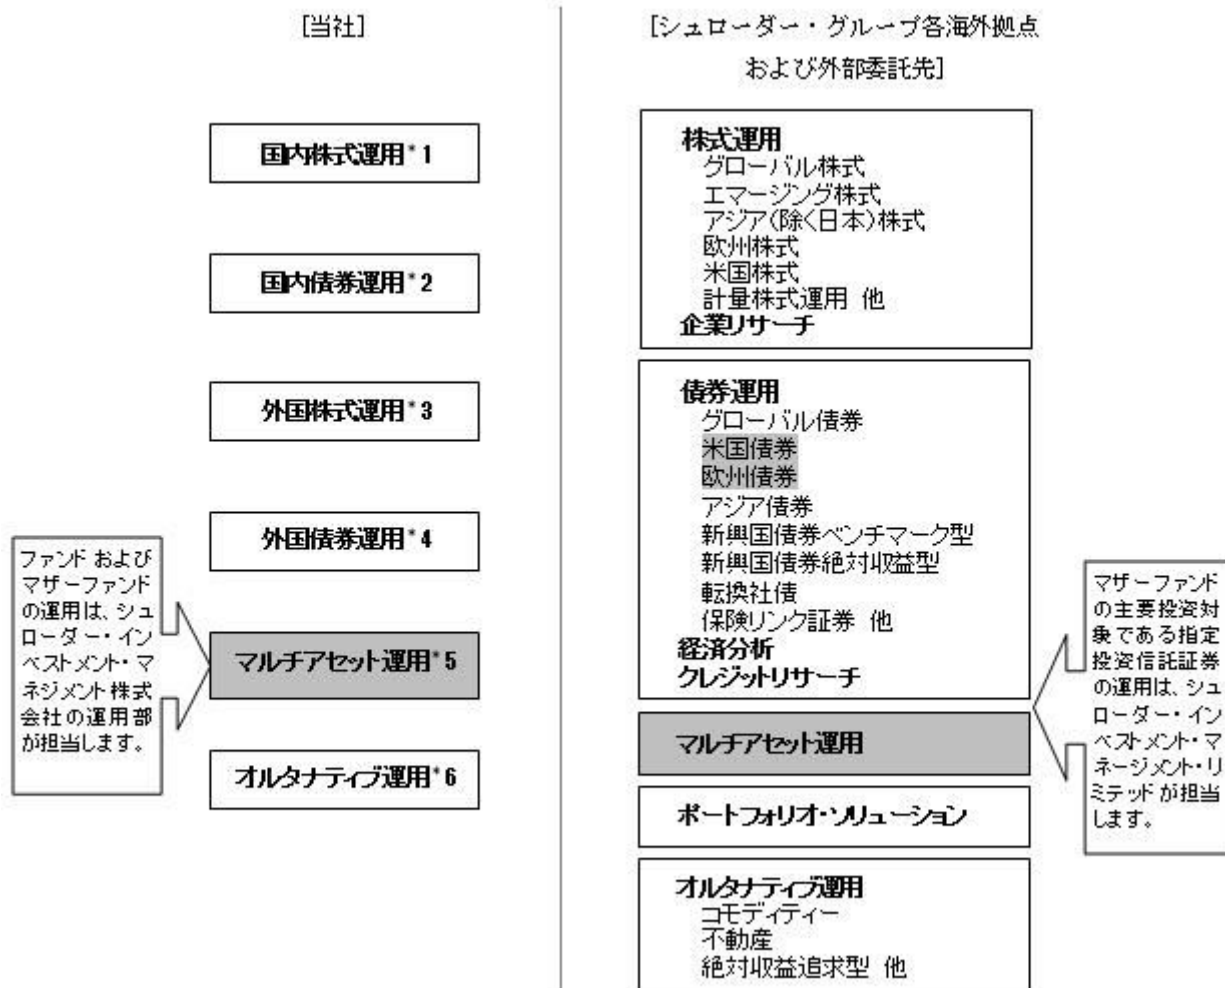 [当社]
国内株式運用*1
国内債券運用*2
外国株式運用*3
外国債券運用*4
マルチアセット運用*5
オルタナティブ運用*6
ファンド および
マザーファンド
の運用は、シュ
ローダー・イン
ベストメント・マ
ネジメント 株式
会社の運用部
が担当します。
[シュローダー・グループ各海外拠点
および外部委託先]
株式運用
グローバル株式
エマージング株式
アジア(除く日本)株式
欧州株式
米国株式
計量株式運用 他
企業リサーチ
債券運用
グローバル債券
米国債券
欧州債券
アジア債券
新興国債券ベンチマーク型
新興国債券絶対収益型
転換社債
保険リンク証券 他
経済分析
クレジットリサーチ
マルチアセット運用
ポートフォリオ・ソリューション
オルタナティブ運用
コモディティー
不動産
絶対収益追求型 他
マザーファンド
の主要投資対
象である指定
投資信託証券
の運用は、シュ
ローダー・イン
ベストメント・マ
ネージメント・リ
ミテッド が担当
します。